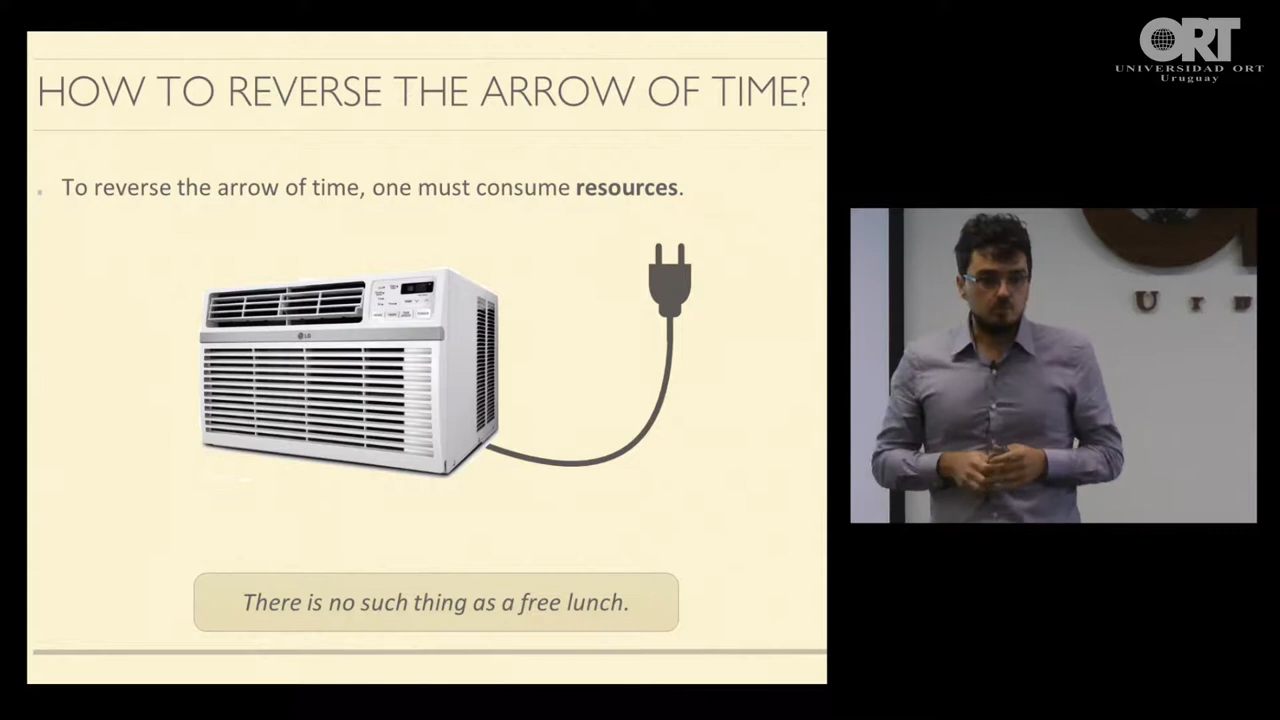 HOW TO REVERSE THE ARROW OF TIME?
To reverse the arrow of time, one must consume resources.
LG
There is no such thing as a free lunch.
ORT
UNIVERSIDAD ORT
Uruguay